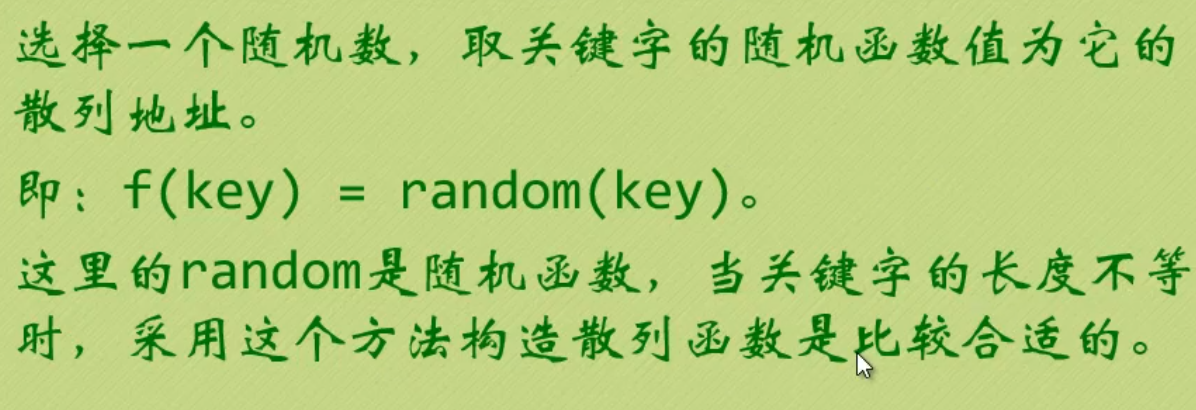 选择一个随机数，取关键字的随机函数值为它的
散列地址。
即：f(key) = random(key)。
这里的random是随机函数，当关键字的长度不等
时，采用这个方法构造散列函数是比较合适的。